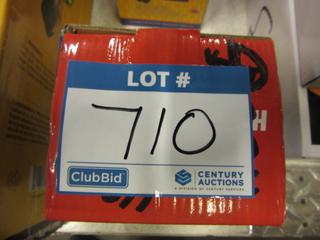 LOT #
710
ClubBid
CENTURY
AUCTIONS
A DIVISION OF CENTURY SERVICES